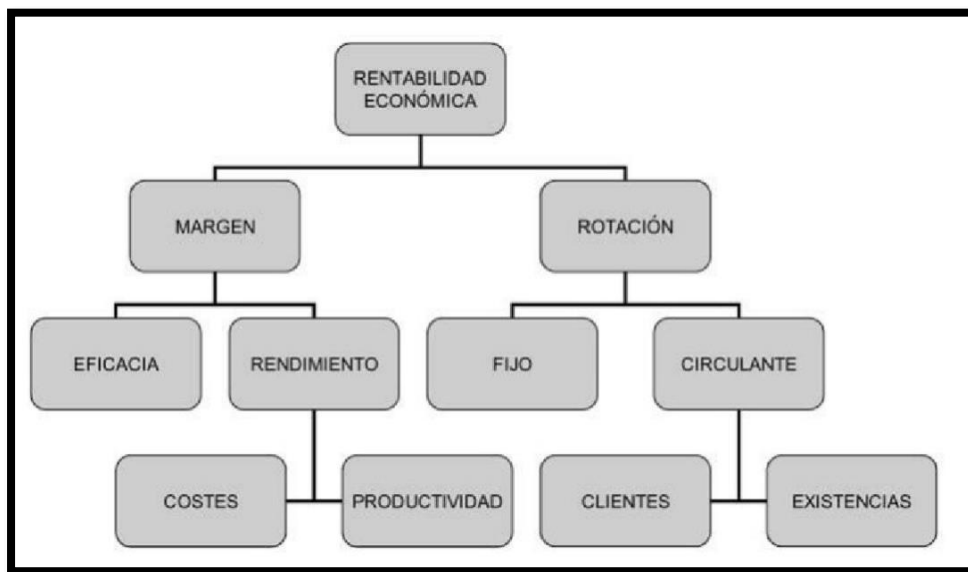 RENTABILIDAD
ECONÓMICA
MARGEN
ROTACIÓN
EFICACIA
RENDIMIENTO
FIJO
CIRCULANTE
COSTES
PRODUCTIVIDAD
CLIENTES
EXISTENCIAS